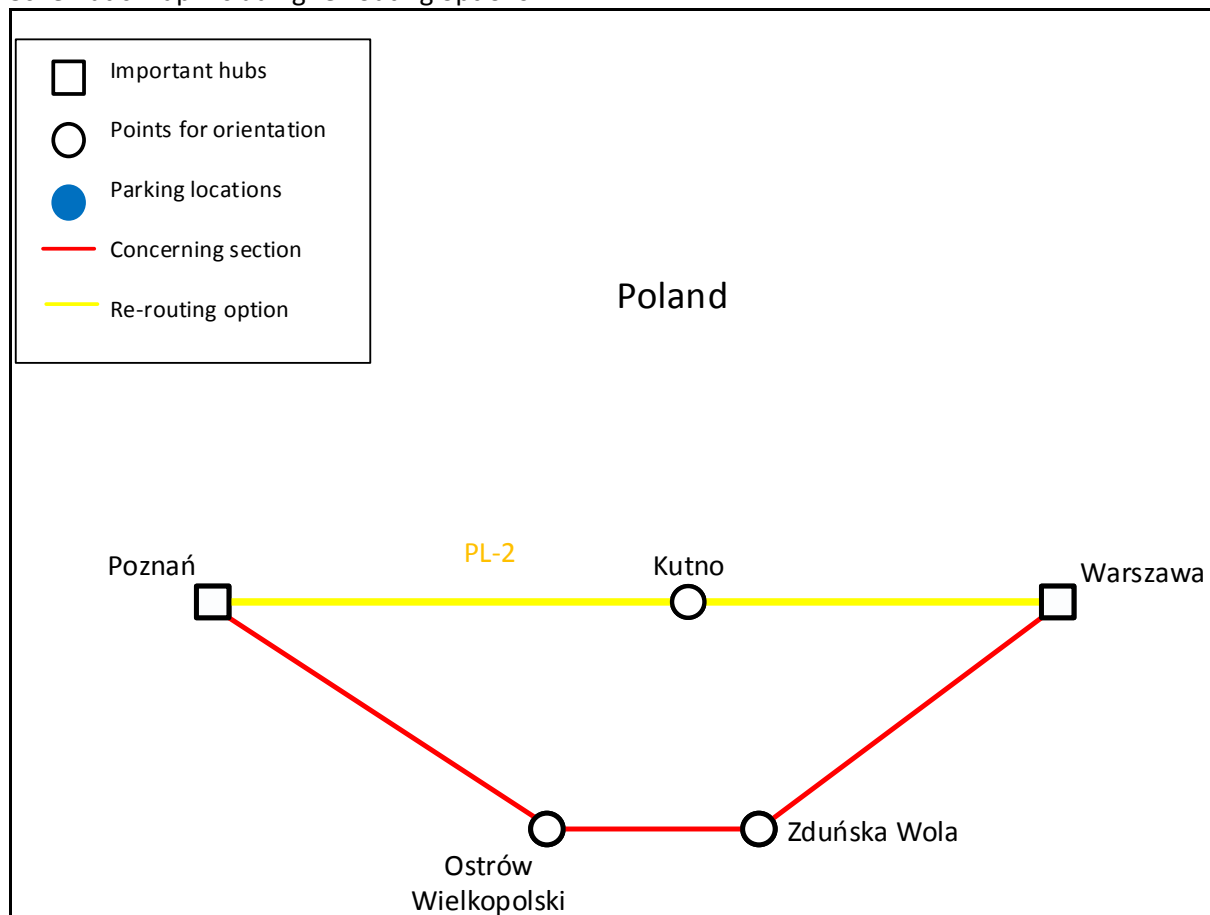 Important hubs
Points for orientation
Parking locations
Concerning section
Re-routing option
Poland
PL-2
Poznań
Kutno
Warszawa
Zduńska Wola
Ostrów
Wielkopolski